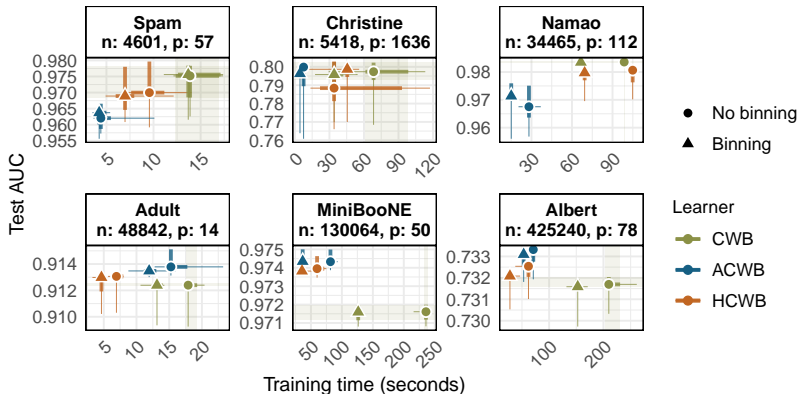 Spam
n: 4601, p: 57
Christine
n: 5418, p: 1636
Namao
n: 34465, p: 112
0.980
0.975
0.970
0.965
0.960
0.955
0.80
0.79
0.78
0.77
0.76
0.98
0.96
5
10
15
0
30
60
90
120
30
60
90
Adult
n: 48842, p: 14
MiniBooNE
n: 130064, p: 50
Albert
n: 425240, p: 78
0.914
0.912
0.910
0.975
0.974
0.973
0.972
0.971
0.733
0.732
0.731
0.730
5
10
15
20
50
100
150
200
250
100
200
Test AUC
Training time (seconds)
No binning
Binning
Learner
CWB
ACWB
HCWB